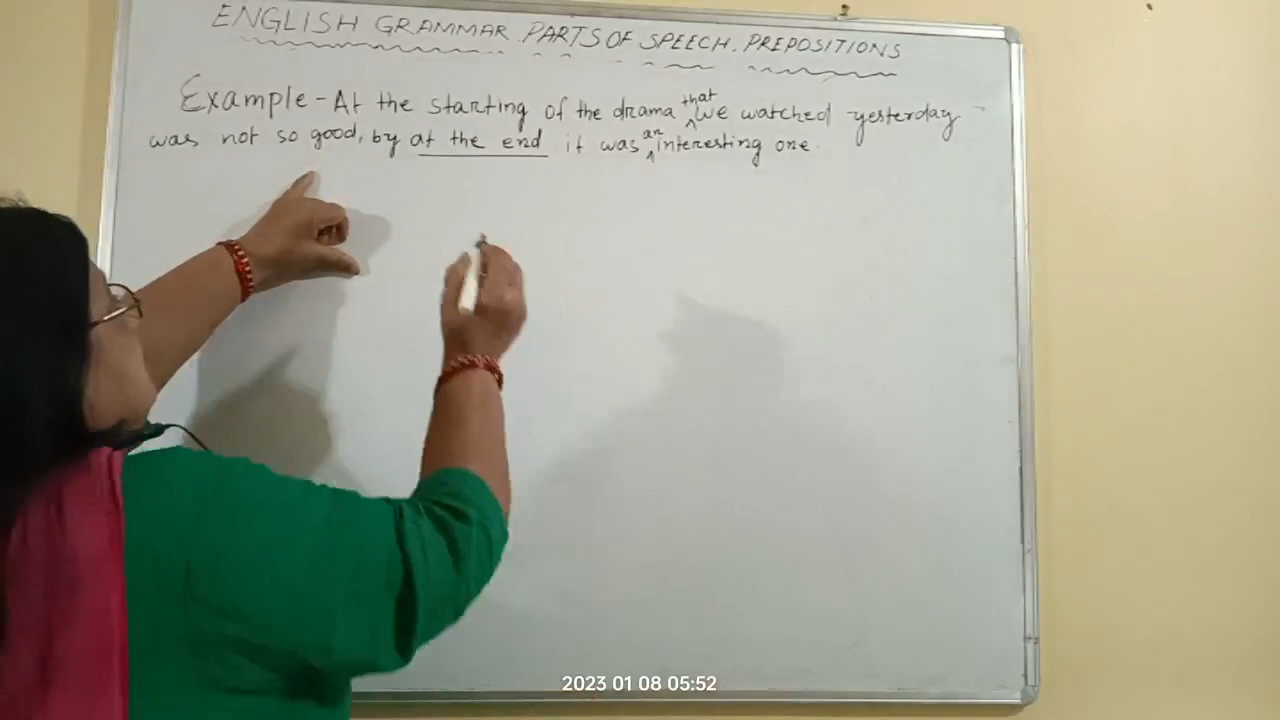 ENGLISH GRAMMAR PARTS OF SPEECH. PREPOSITIONS
Example - At the starting of the drama that we watched yesterday
was not so good, by at the end it was an interesting one.
2023 01 08 05:52